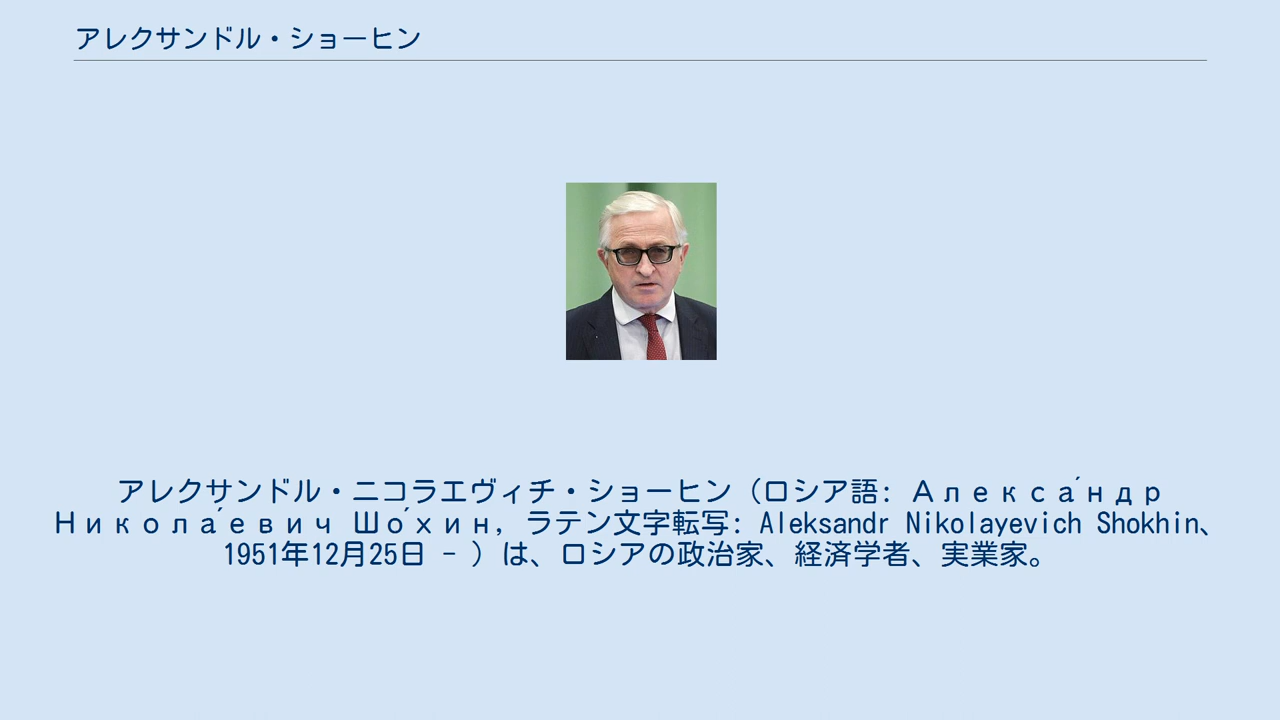 アレクサンドル・ショーヒン
アレクサンドル・ニコラエヴィチ・ショーヒン（ロシア語: Алекса́ндр
Никола́евич Шо́хин, ラテン文字転写: Aleksandr Nikolayevich Shokhin、
1951年12月25日 - ）は、ロシアの政治家、経済学者、実業家。